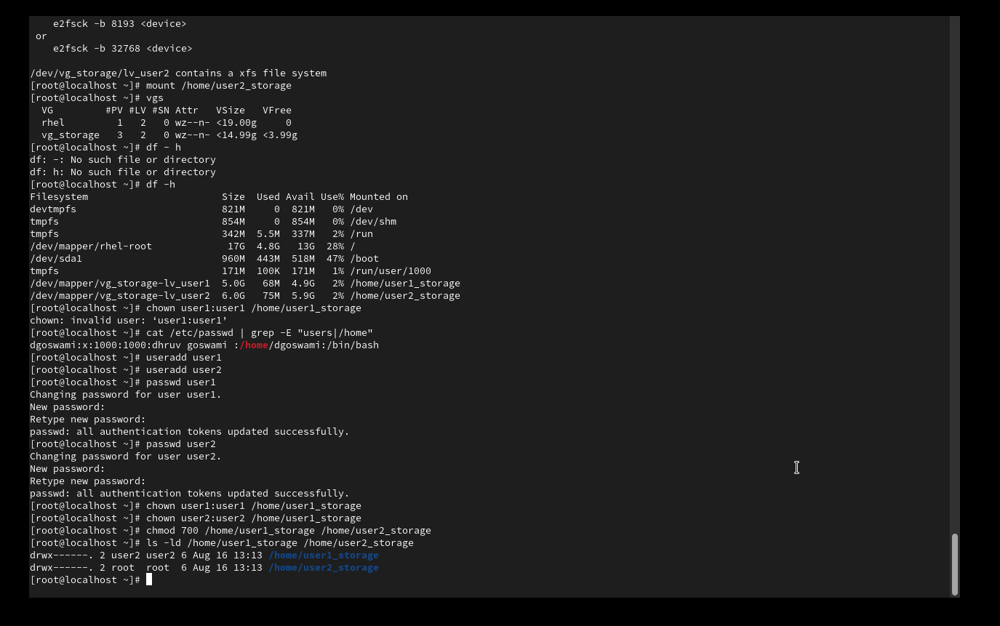 e2fsck -b 8193 <device>
 or
    e2fsck -b 32768 <device>

/dev/vg_storage/lv_user2 contains a xfs file system
[root@localhost ~]# mount /home/user2_storage
[root@localhost ~]# vgs
  VG         #PV #LV #SN Attr   VSize   VFree
  rhel         1   2   0 wz--n- <19.00g     0
  vg_storage   3   2   0 wz--n- <14.99g <3.99g
[root@localhost ~]# df - h
df: -: No such file or directory
df: h: No such file or directory
[root@localhost ~]# df -h
Filesystem                       Size  Used Avail Use% Mounted on
devtmpfs                         821M     0  821M   0% /dev
tmpfs                            854M     0  854M   0% /dev/shm
tmpfs                            342M  5.5M  337M   2% /run
/dev/mapper/rhel-root             17G  4.8G   13G  28% /
/dev/sda1                        960M  443M  518M  47% /boot
tmpfs                            171M  100K  171M   1% /run/user/1000
/dev/mapper/vg_storage-lv_user1  5.0G   68M  4.9G   2% /home/user1_storage
/dev/mapper/vg_storage-lv_user2  6.0G   75M  5.9G   2% /home/user2_storage
[root@localhost ~]# chown user1:user1 /home/user1_storage
chown: invalid user: ‘user1:user1’
[root@localhost ~]# cat /etc/passwd | grep -E "users|/home"
dgoswami:x:1000:1000:dhruv goswami :/home/dgoswami:/bin/bash
[root@localhost ~]# useradd user1
[root@localhost ~]# useradd user2
[root@localhost ~]# passwd user1
Changing password for user user1.
New password:
Retype new password:
passwd: all authentication tokens updated successfully.
[root@localhost ~]# passwd user2
Changing password for user user2.
New password:
Retype new password:
passwd: all authentication tokens updated successfully.
[root@localhost ~]# chown user1:user1 /home/user1_storage
[root@localhost ~]# chown user2:user2 /home/user1_storage
[root@localhost ~]# chmod 700 /home/user1_storage /home/user2_storage
[root@localhost ~]# ls -ld /home/user1_storage /home/user2_storage
drwx------. 2 user2 user2 6 Aug 16 13:13 /home/user1_storage
drwx------. 2 root  root  6 Aug 16 13:13 /home/user2_storage
[root@localhost ~]#